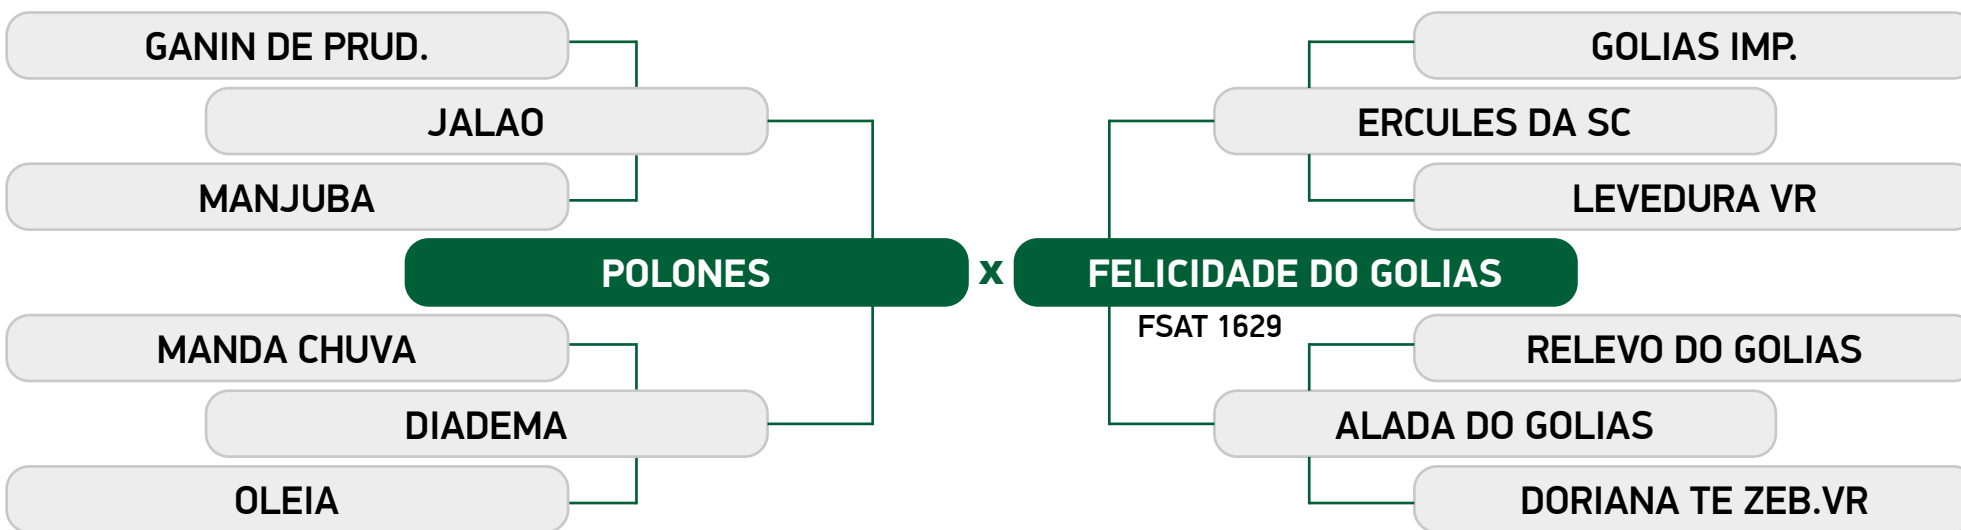 GANIN DE PRUD.
GOLIAS IMP.
JALAO
ERCULES DA SC
MANJUBA
LEVEDURA VR
POLONES x FELICIDADE DO GOLIAS
FSAT 1629
MANDA CHUVA
RELEVO DO GOLIAS
DIADEMA
ALADA DO GOLIAS
OLEIA
DORIANA TE ZEB.VR